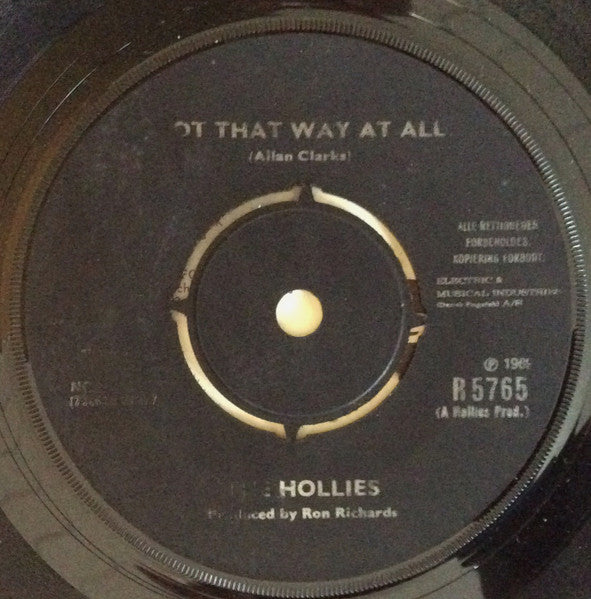 OT THAT WAY AT ALL
(Allan Clarke)
ALLE RETTIGHEDER
FORBEHOLDES.
KOPIERING FORBUDT.
ELECTRIC &
MUSICAL INDUSTRIES
A/S
℗ 196
R 5765
(A Hollies Prod.)
HOLLIES
Produced by Ron Richards